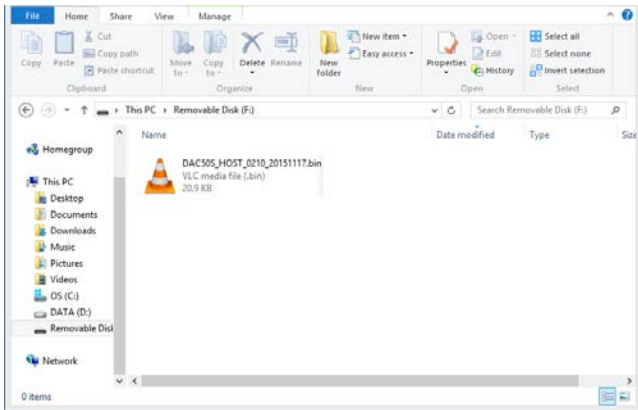 File Home Share View Manage
Copy
Paste
Cut
Copy path
Paste shortcut
Clipboard
Move to
Copy to
Delete
Rename
Organize
New folder
New item
Easy access
New
Properties
Open
Edit
History
Open
Select all
Select none
Invert selection
Select
This PC Removable Disk (F:)
Search Removable Disk (F:)
Name Date modified Type Size
Homegroup
This PC
Desktop
Documents
Downloads
Music
Pictures
Videos
OS (C:)
DATA (D:)
Removable Disk
Network
DAC50S_HOST_0210_20151117.bin
VLC media file (.bin)
20.9 KB
0 items